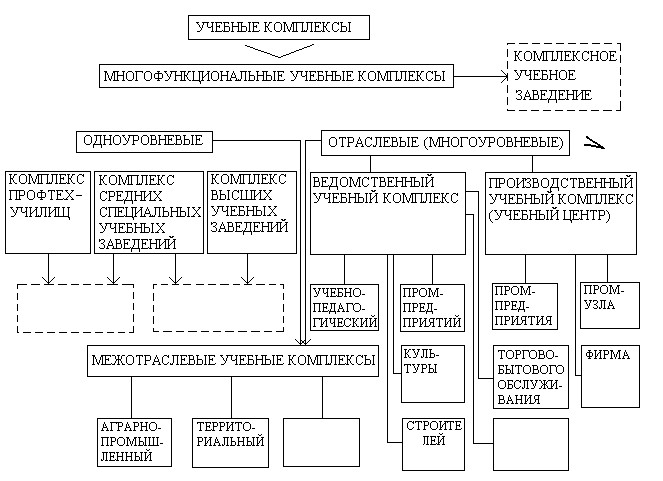 УЧЕБНЫЕ КОМПЛЕКСЫ
МНОГОФУНКЦИОНАЛЬНЫЕ УЧЕБНЫЕ КОМПЛЕКСЫ
КОМПЛЕКСНОЕ
УЧЕБНОЕ
ЗАВЕДЕНИЕ
ОДНОУРОВНЕВЫЕ
ОТРАСЛЕВЫЕ (МНОГОУРОВНЕВЫЕ)
КОМПЛЕКС
ПРОФТЕХ-
УЧИЛИЩ
КОМПЛЕКС
СРЕДНИХ
СПЕЦИАЛЬНЫХ
УЧЕБНЫХ
ЗАВЕДЕНИЙ
КОМПЛЕКС
ВЫСШИХ
УЧЕБНЫХ
ЗАВЕДЕНИЙ
ВЕДОМСТВЕННЫЙ
УЧЕБНЫЙ КОМПЛЕКС
ПРОИЗВОДСТВЕННЫЙ
УЧЕБНЫЙ КОМПЛЕКС
(УЧЕБНЫЙ ЦЕНТР)
УЧЕБНО-
ПЕДАГО-
ГИЧЕСКИЙ
ПРОМ-
ПРЕД-
ПРИЯТИЙ
ПРОМ-
ПРЕД-
ПРИЯТИЯ
ПРОМ-
УЗЛА
МЕЖОТРАСЛЕВЫЕ УЧЕБНЫЕ КОМПЛЕКСЫ
КУЛЬ-
ТУРЫ
ТОРГОВО-
БЫТОВОГО
ОБСЛУЖИ-
ВАНИЯ
ФИРМА
АГРАРНО-
ПРОМЫШ-
ЛЕННЫЙ
ТЕРРИТО-
РИАЛЬНЫЙ
СТРОИТЕ
ЛЕЙ